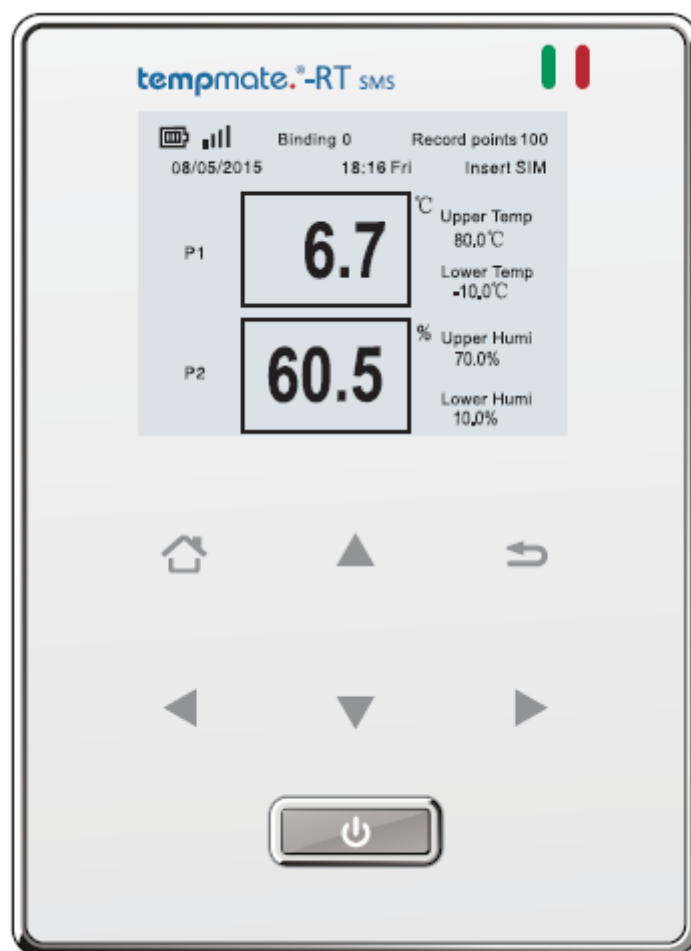 tempmate.®-RT SMS
Binding 0 Record points 100
08/05/2015 18:16 Fri Insert SIM
P1 6.7 ℃
Upper Temp
80.0℃
Lower Temp
-10.0℃
P2 60.5 %
Upper Humi
70.0%
Lower Humi
10.0%